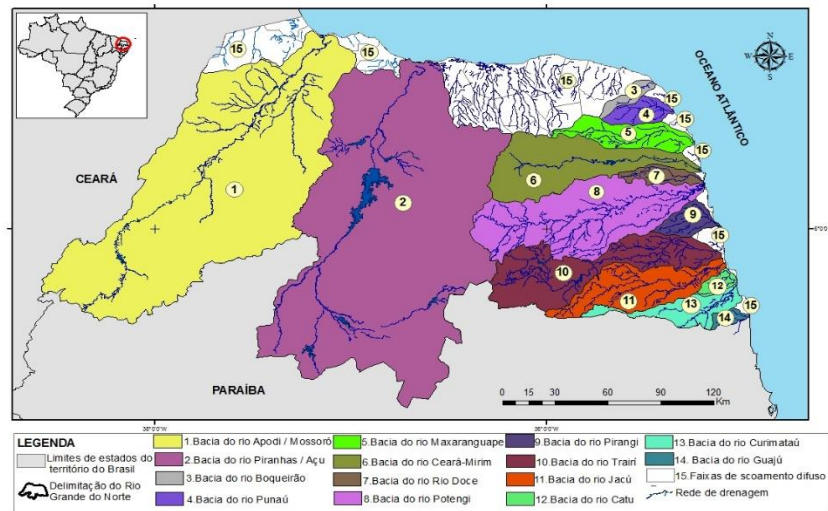 15
15
15
3
15
4
15
5
15
OCEANO ATLÂNTICO
N
W
E
S
CEARÁ
1
2
6
7
8
9
15
10
11
12
13
14
15
PARAÍBA
0 15 30 60 90 120
Km
38°0'0"W
LEGENDA
Limites de estados do território do Brasil
Delimitação do Rio Grande do Norte
1.Bacia do rio Apodi / Mossoró
2.Bacia do rio Piranhas / Açu
3.Bacia do rio Boqueirão
4.Bacia do rio Punaú
5.Bacia do rio Maxaranguape
6.Bacia do rio Ceará-Mirim
7.Bacia do rio Rio Doce
8.Bacia do rio Potengi
9.Bacia do rio Pirangi
10.Bacia do rio Trairí
11.Bacia do rio Jacú
12.Bacia do rio Catu
13.Bacia do rio Curimataú
14. Bacia do rio Guajú
15.Faixas de scoamento difuso
Rede de drenagem